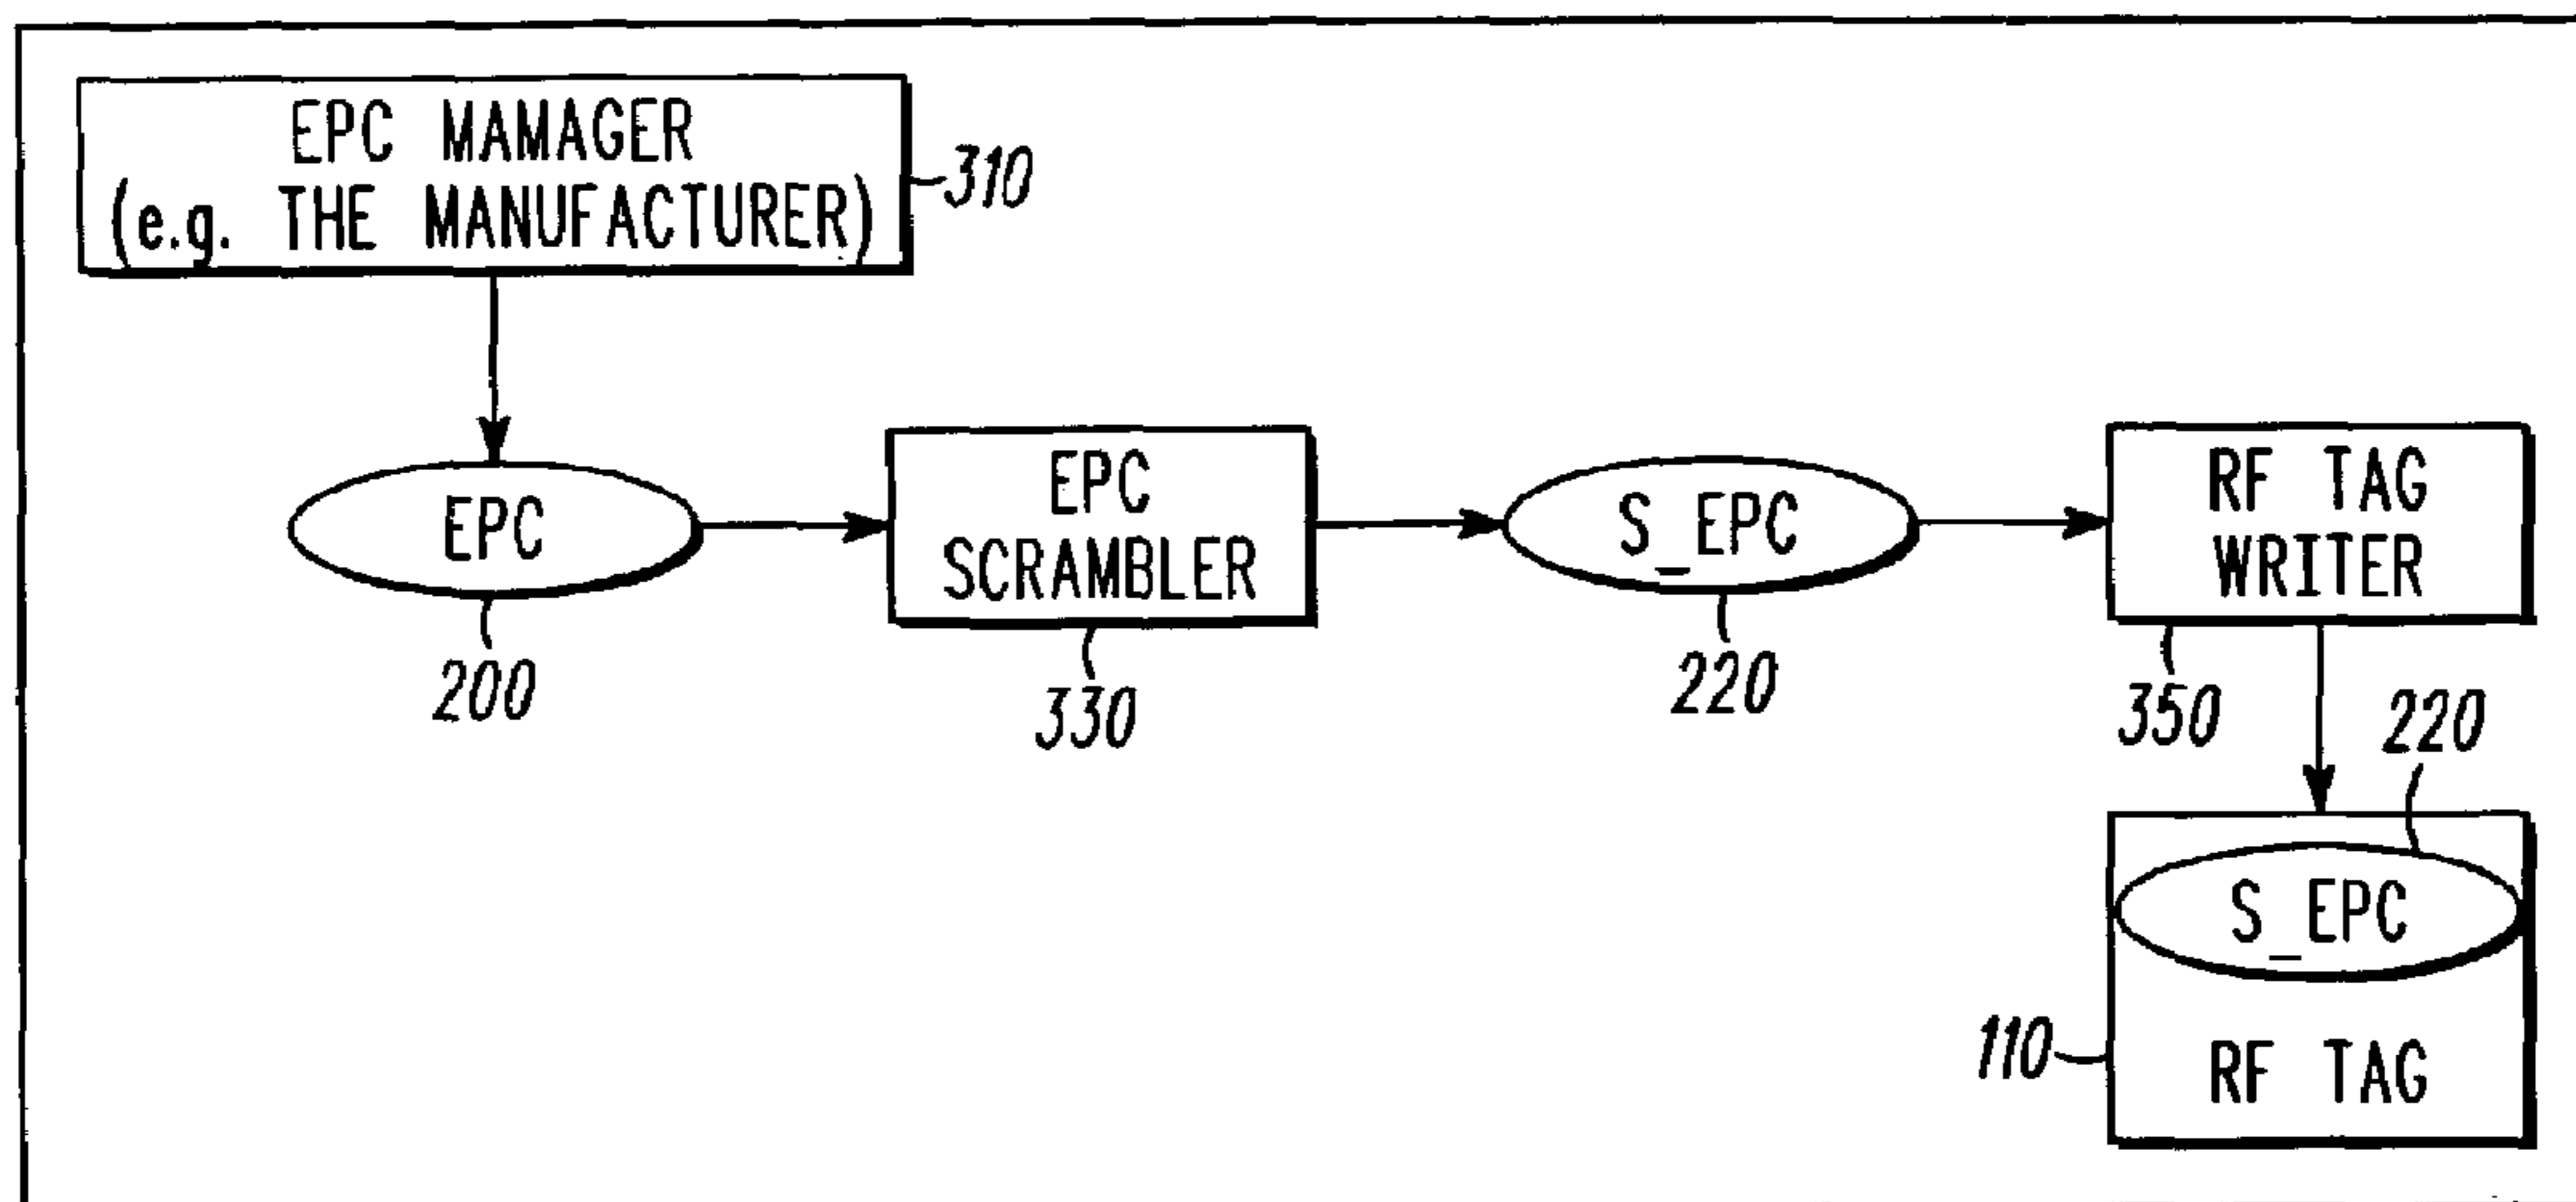 EPC MAMAGER
(e.g. THE MANUFACTURER)
310
EPC
200
EPC
SCRAMBLER
330
S_EPC
220
RF TAG
WRITER
350
220
S_EPC
110
RF TAG